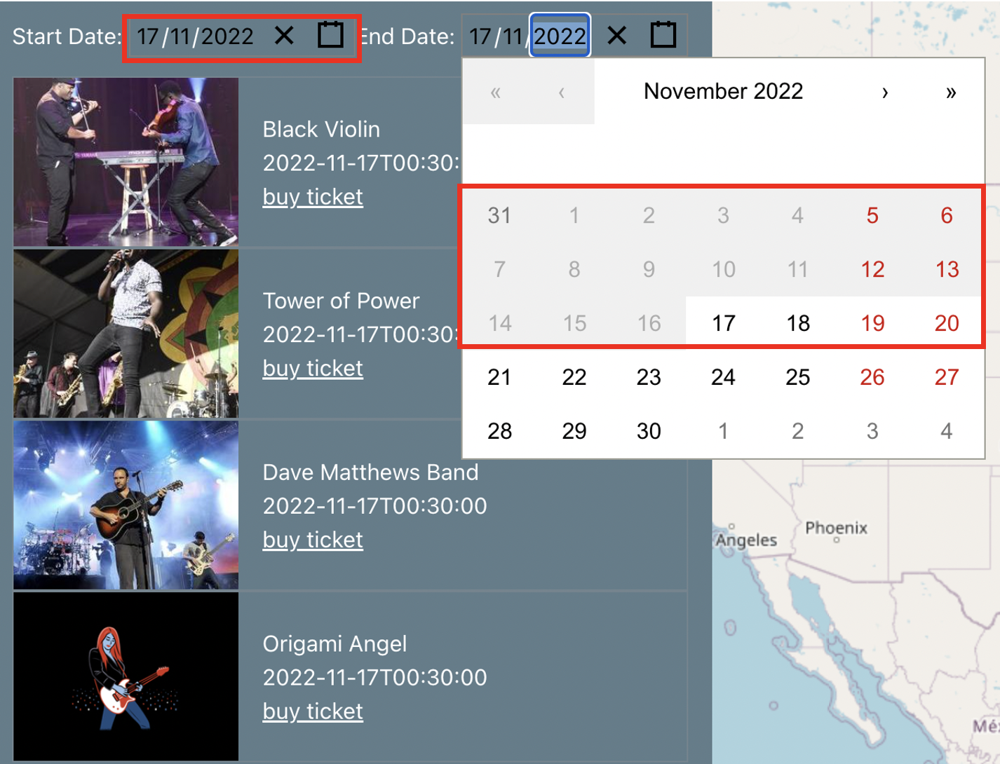 Start Date: 17/11/2022 End Date: 17/11/2022
« ‹ November 2022 › »
31 1 2 3 4 5 6
7 8 9 10 11 12 13
14 15 16 17 18 19 20
21 22 23 24 25 26 27
28 29 30 1 2 3 4
Black Violin
2022-11-17T00:30:
buy ticket
Tower of Power
2022-11-17T00:30:
buy ticket
Dave Matthews Band
2022-11-17T00:30:00
buy ticket
Origami Angel
2022-11-17T00:30:00
buy ticket
Angeles
Phoenix
Méx